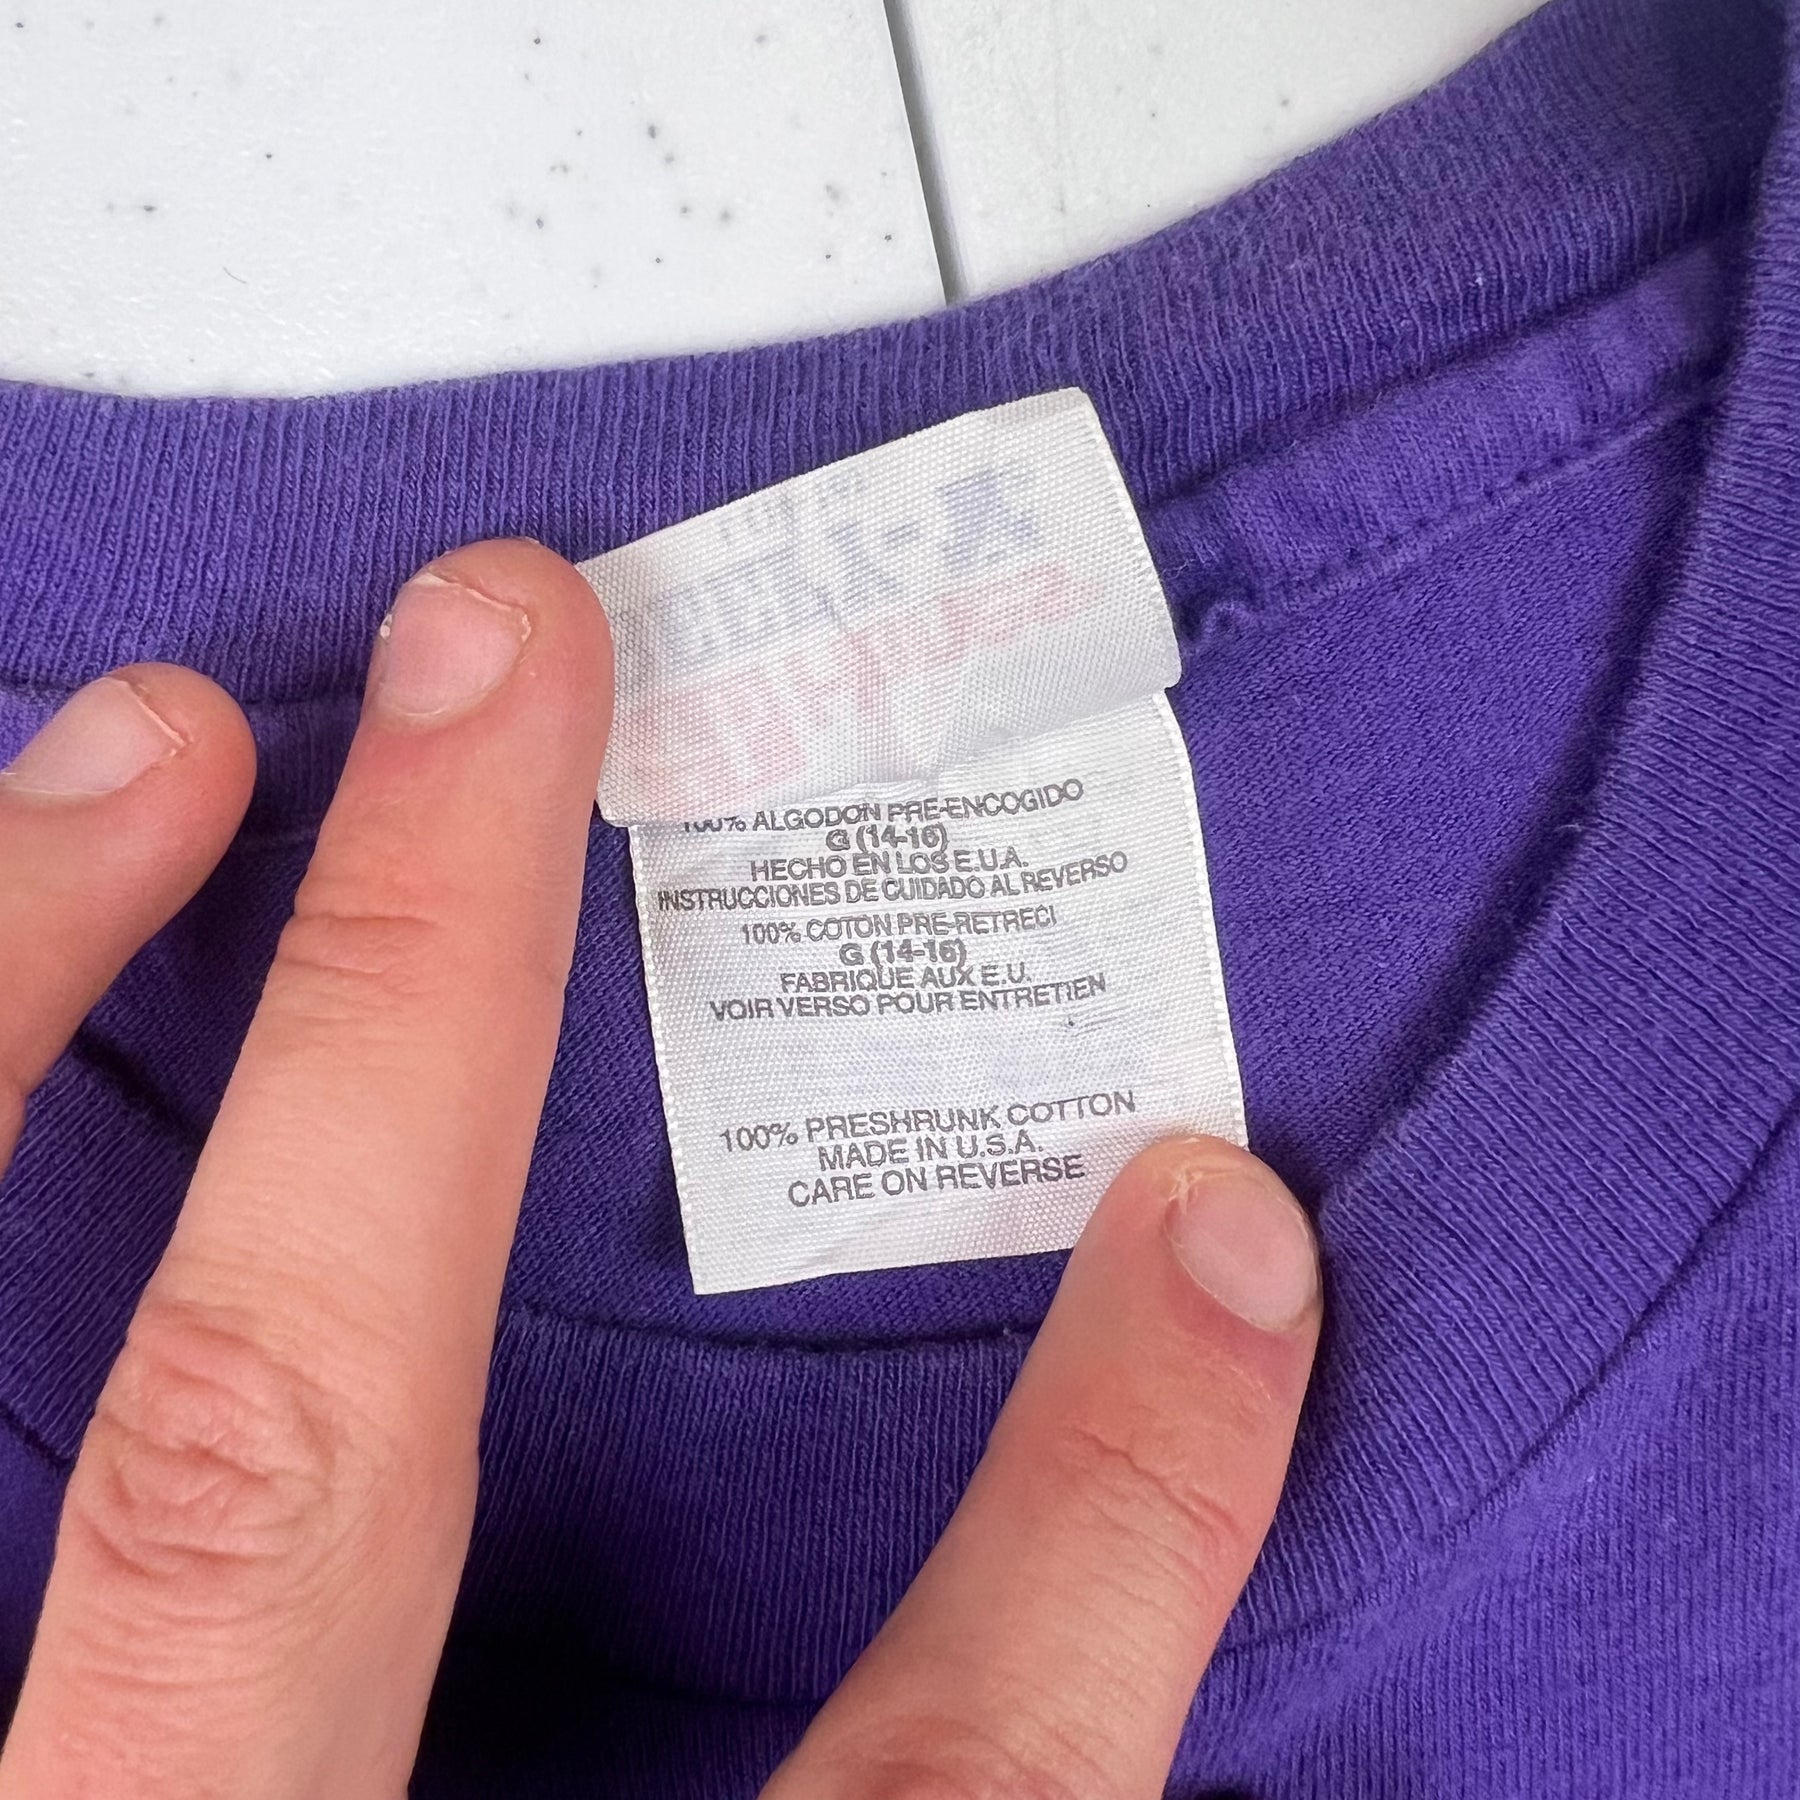 100% ALGODON PRE-ENCOGIDO
G (14-16)
HECHO EN LOS E.U.A.
INSTRUCCIONES DE CUIDADO AL REVERSO
100% COTON PRE-RETRECI
G (14-16)
FABRIQUE AUX E.U.
VOIR VERSO POUR ENTRETIEN
100% PRESHRUNK COTTON
MADE IN U.S.A.
CARE ON REVERSE